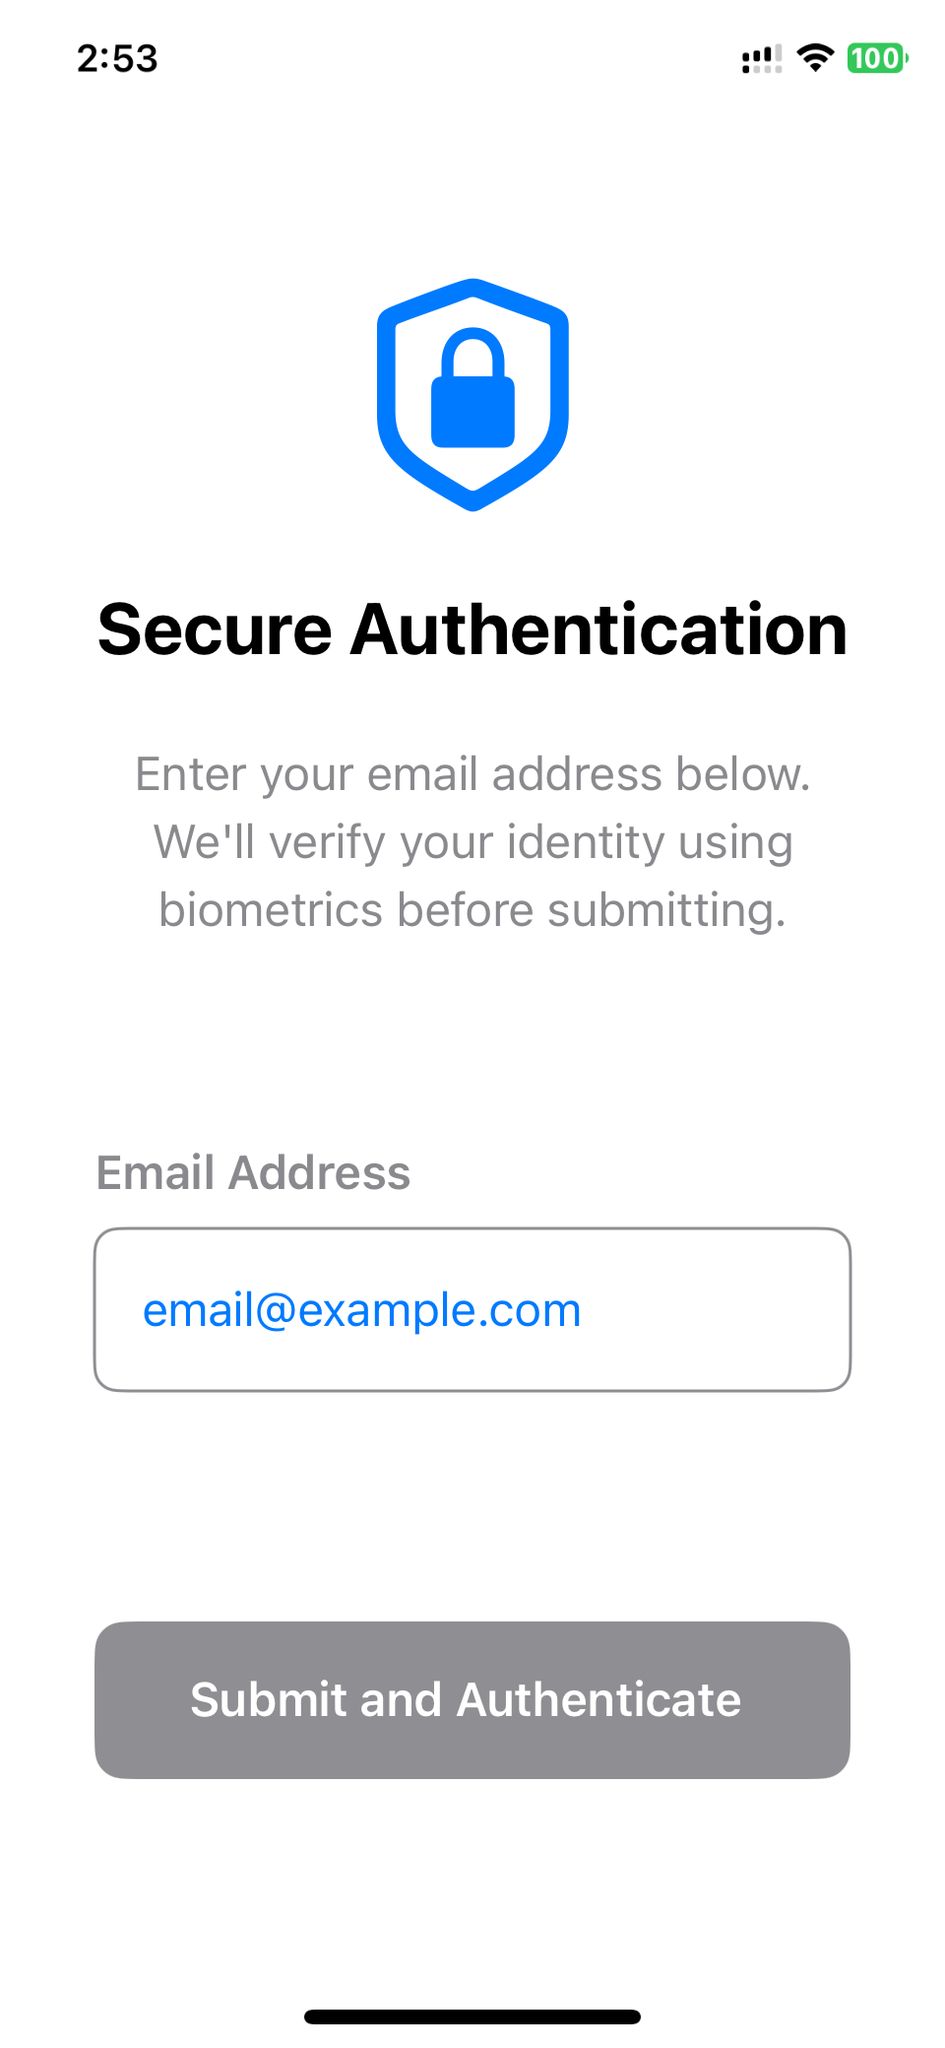 2:53
100
Secure Authentication
Enter your email address below.
We'll verify your identity using
biometrics before submitting.
Email Address
email@example.com
Submit and Authenticate